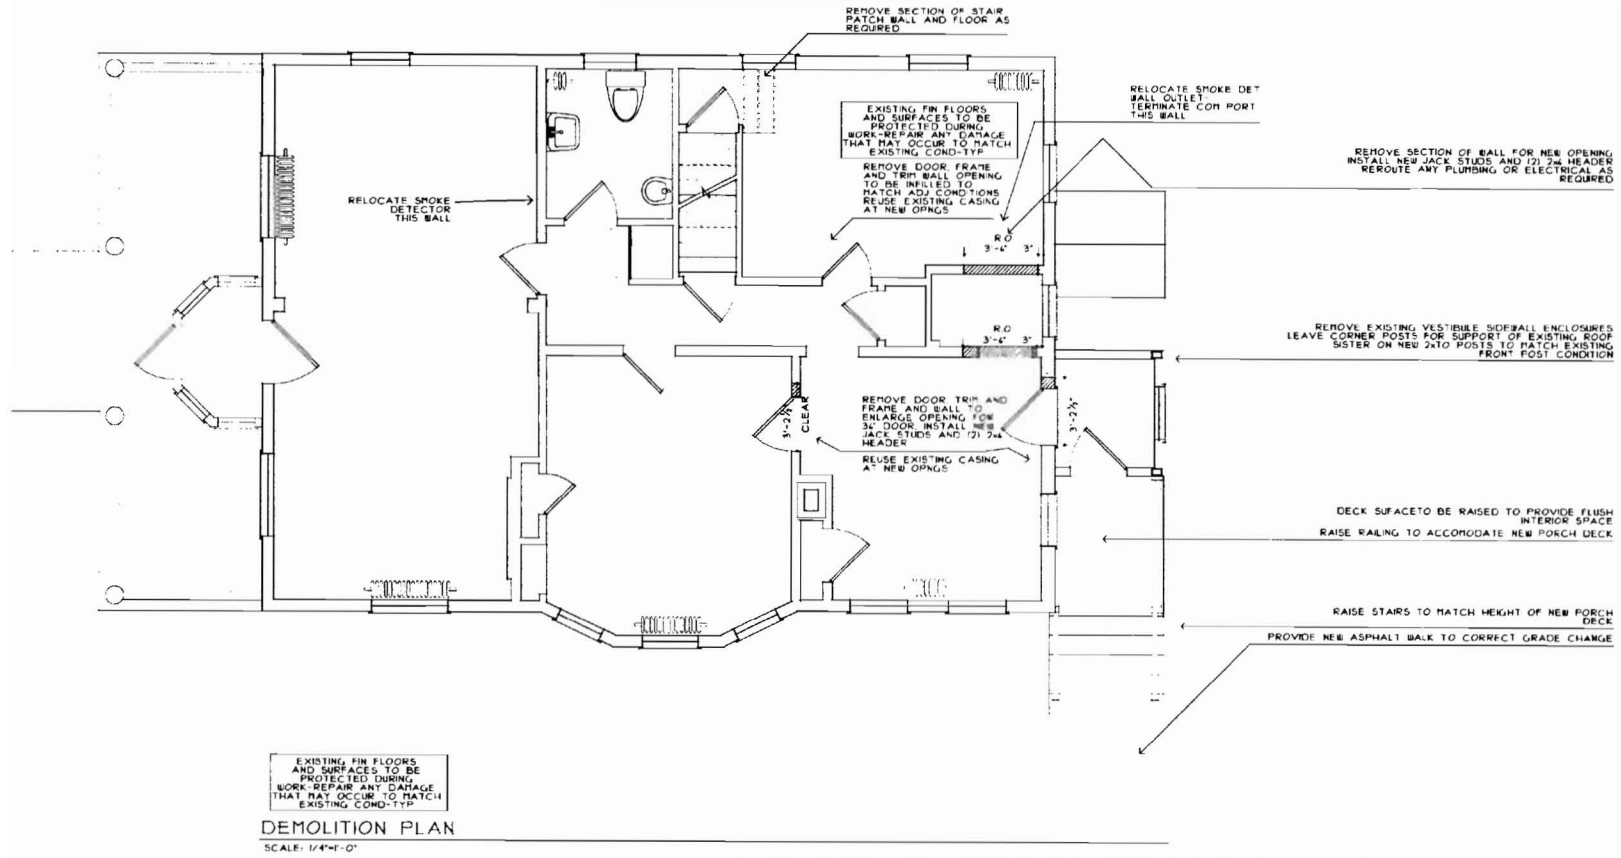 REMOVE SECTION OF STAIR
PATCH WALL AND FLOOR AS
REQUIRED
RELOCATE SMOKE DET
WALL OUTLET-
TERMINATE COM PORT
THIS WALL
EXISTING FIN FLOORS
AND SURFACES TO BE
PROTECTED DURING
WORK-REPAIR ANY DAMAGE
THAT MAY OCCUR TO MATCH
EXISTING COND-TYP
REMOVE SECTION OF WALL FOR NEW OPENING
INSTALL NEW JACK STUDS AND (2) 2x4 HEADER
REROUTE ANY PLUMBING OR ELECTRICAL AS
REQUIRED
REMOVE DOOR, FRAME
AND TRIM WALL OPENING
TO BE INFILLED TO
MATCH ADJ CONDITIONS
REUSE EXISTING CASING
AT NEW OPNGS
RELOCATE SMOKE
DETECTOR
THIS WALL
R.O
3'-4" 3"
R.O
3'-4" 3"
REMOVE EXISTING VESTIBULE SIDEWALL ENCLOSURES
LEAVE CORNER POSTS FOR SUPPORT OF EXISTING ROOF
SISTER ON NEW 2xTO POSTS TO MATCH EXISTING
FRONT POST CONDITION
3'-2½"
CLEAR
REMOVE DOOR, TRIM AND
FRAME AND WALL TO
ENLARGE OPENING FOR
36" DOOR, INSTALL NEW
JACK STUDS AND (2) 2x4
HEADER
REUSE EXISTING CASING
AT NEW OPNGS
3'-2½"
DECK SUFACETO BE RAISED TO PROVIDE FLUSH
INTERIOR SPACE
RAISE RAILING TO ACCOMODATE NEW PORCH DECK
RAISE STAIRS TO MATCH HEIGHT OF NEW PORCH
DECK
PROVIDE NEW ASPHALT WALK TO CORRECT GRADE CHANGE
EXISTING FIN FLOORS
AND SURFACES TO BE
PROTECTED DURING
WORK-REPAIR ANY DAMAGE
THAT MAY OCCUR TO MATCH
EXISTING COND-TYP
DEMOLITION PLAN
SCALE: 1/4"=1'-0"